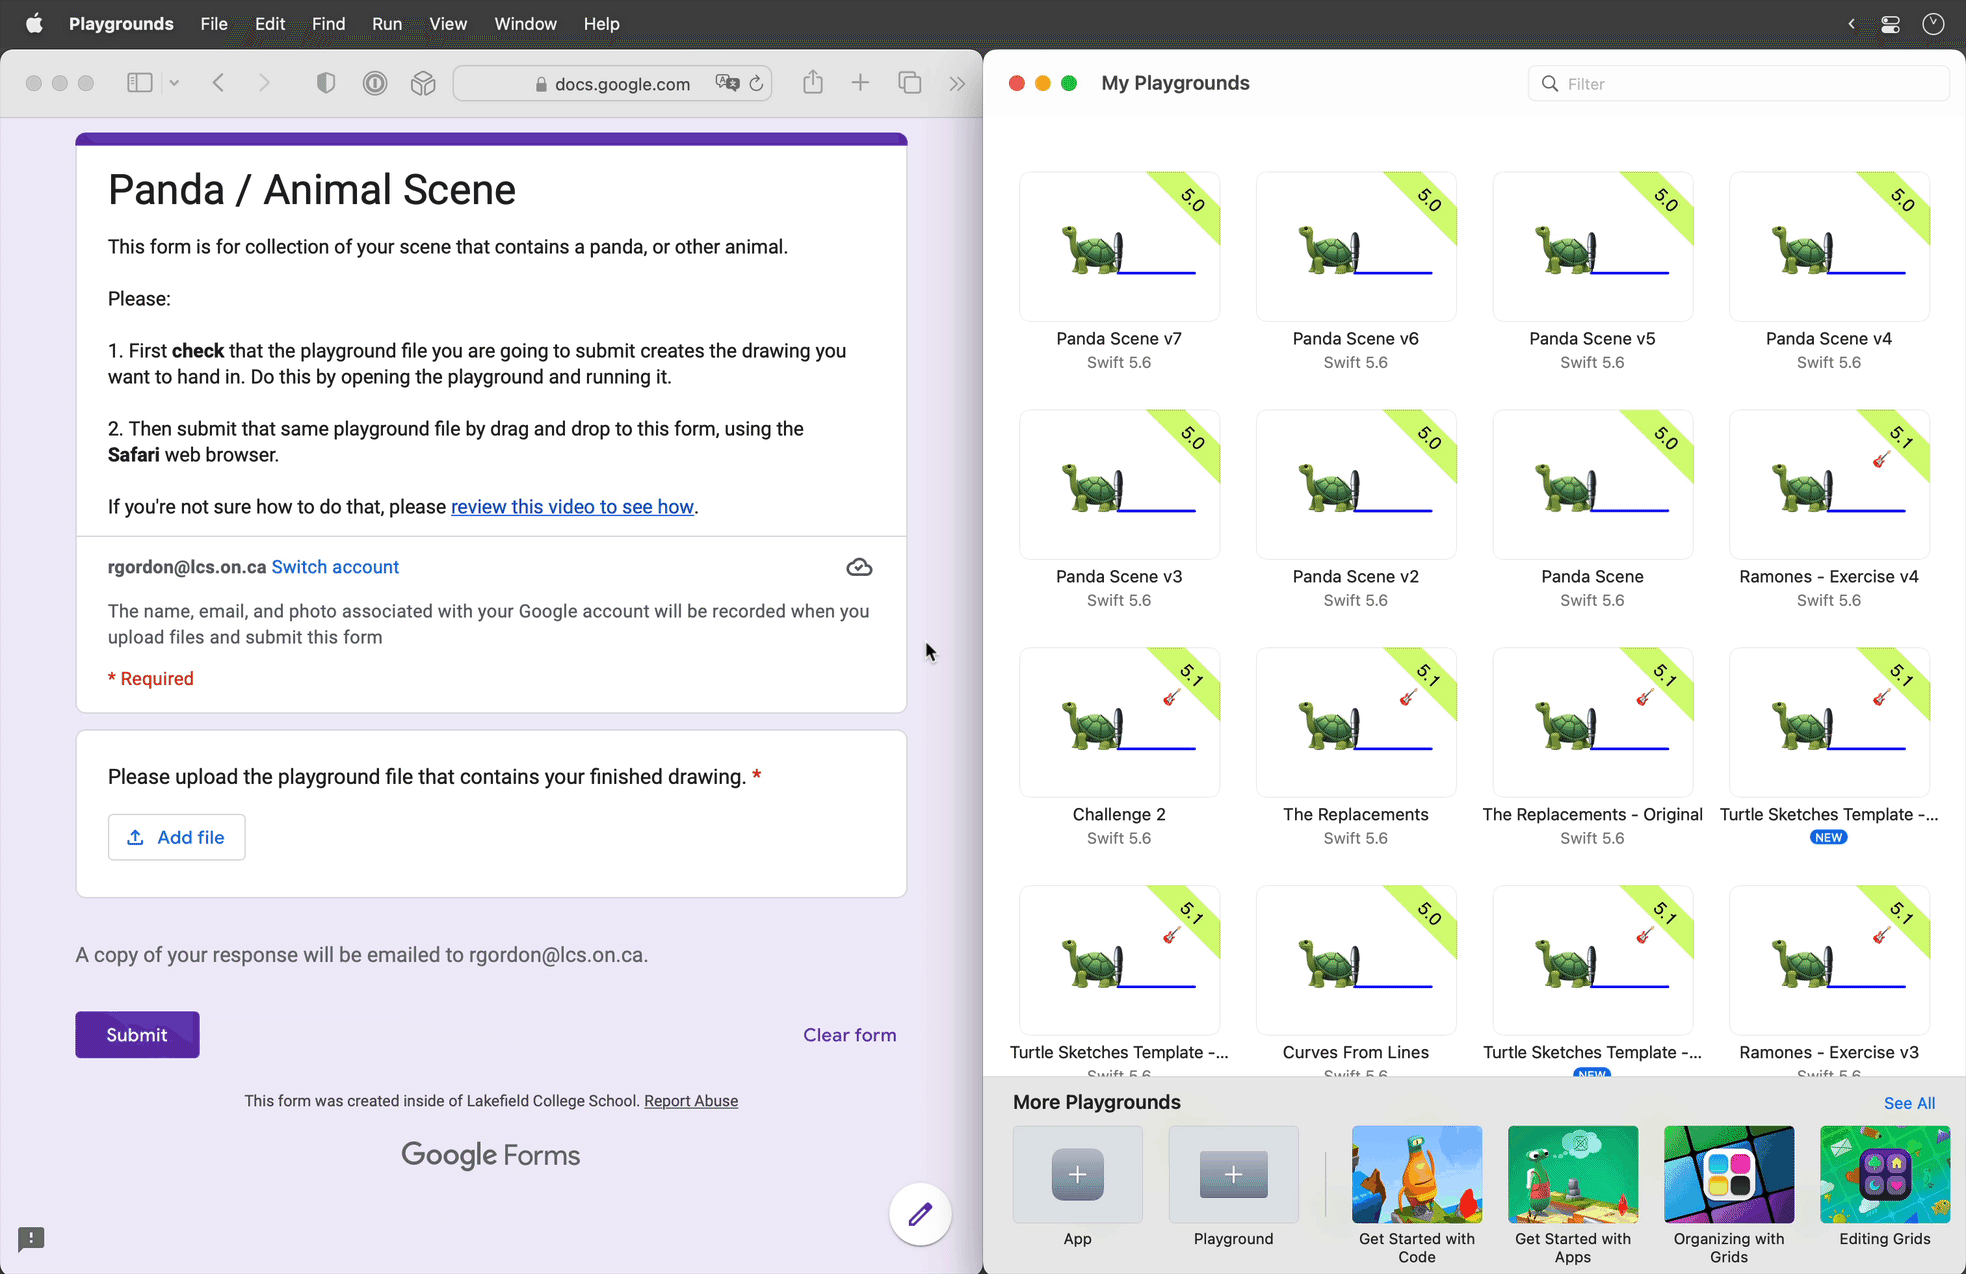 Playgrounds File Edit Find Run View Window Help
docs.google.com
Panda / Animal Scene
This form is for collection of your scene that contains a panda, or other animal.
Please:
1. First check that the playground file you are going to submit creates the drawing you
want to hand in. Do this by opening the playground and running it.
2. Then submit that same playground file by drag and drop to this form, using the
Safari web browser.
If you're not sure how to do that, please review this video to see how.
rgordon@lcs.on.ca Switch account
The name, email, and photo associated with your Google account will be recorded when you
upload files and submit this form
* Required
Please upload the playground file that contains your finished drawing. *
Add file
A copy of your response will be emailed to rgordon@lcs.on.ca.
Submit
Clear form
This form was created inside of Lakefield College School. Report Abuse
Google Forms
My Playgrounds
Filter
5.0 5.0 5.0 5.0
Panda Scene v7 Panda Scene v6 Panda Scene v5 Panda Scene v4
Swift 5.6 Swift 5.6 Swift 5.6 Swift 5.6
5.0 5.0 5.0 5.1
Panda Scene v3 Panda Scene v2 Panda Scene Ramones - Exercise v4
Swift 5.6 Swift 5.6 Swift 5.6 Swift 5.6
5.1 5.1 5.1 5.1
Challenge 2 The Replacements The Replacements - Original Turtle Sketches Template -...
Swift 5.6 Swift 5.6 Swift 5.6 NEW
5.1 5.0 5.1 5.1
Turtle Sketches Template -... Curves From Lines Turtle Sketches Template -... Ramones - Exercise v3
Swift 5.6 Swift 5.6 NEW Swift 5.6
More Playgrounds
See All
App Playground Get Started with Get Started with Organizing with Editing Grids
Code Apps Grids